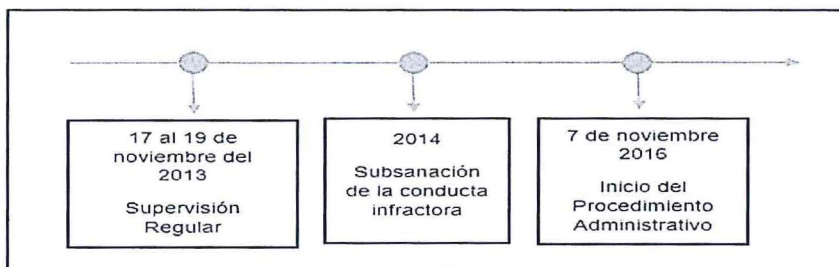 17 al 19 de
noviembre del
2013
Supervisión
Regular
2014
Subsanación
de la conducta
infractora
7 de noviembre
2016
Inicio del
Procedimiento
Administrativo